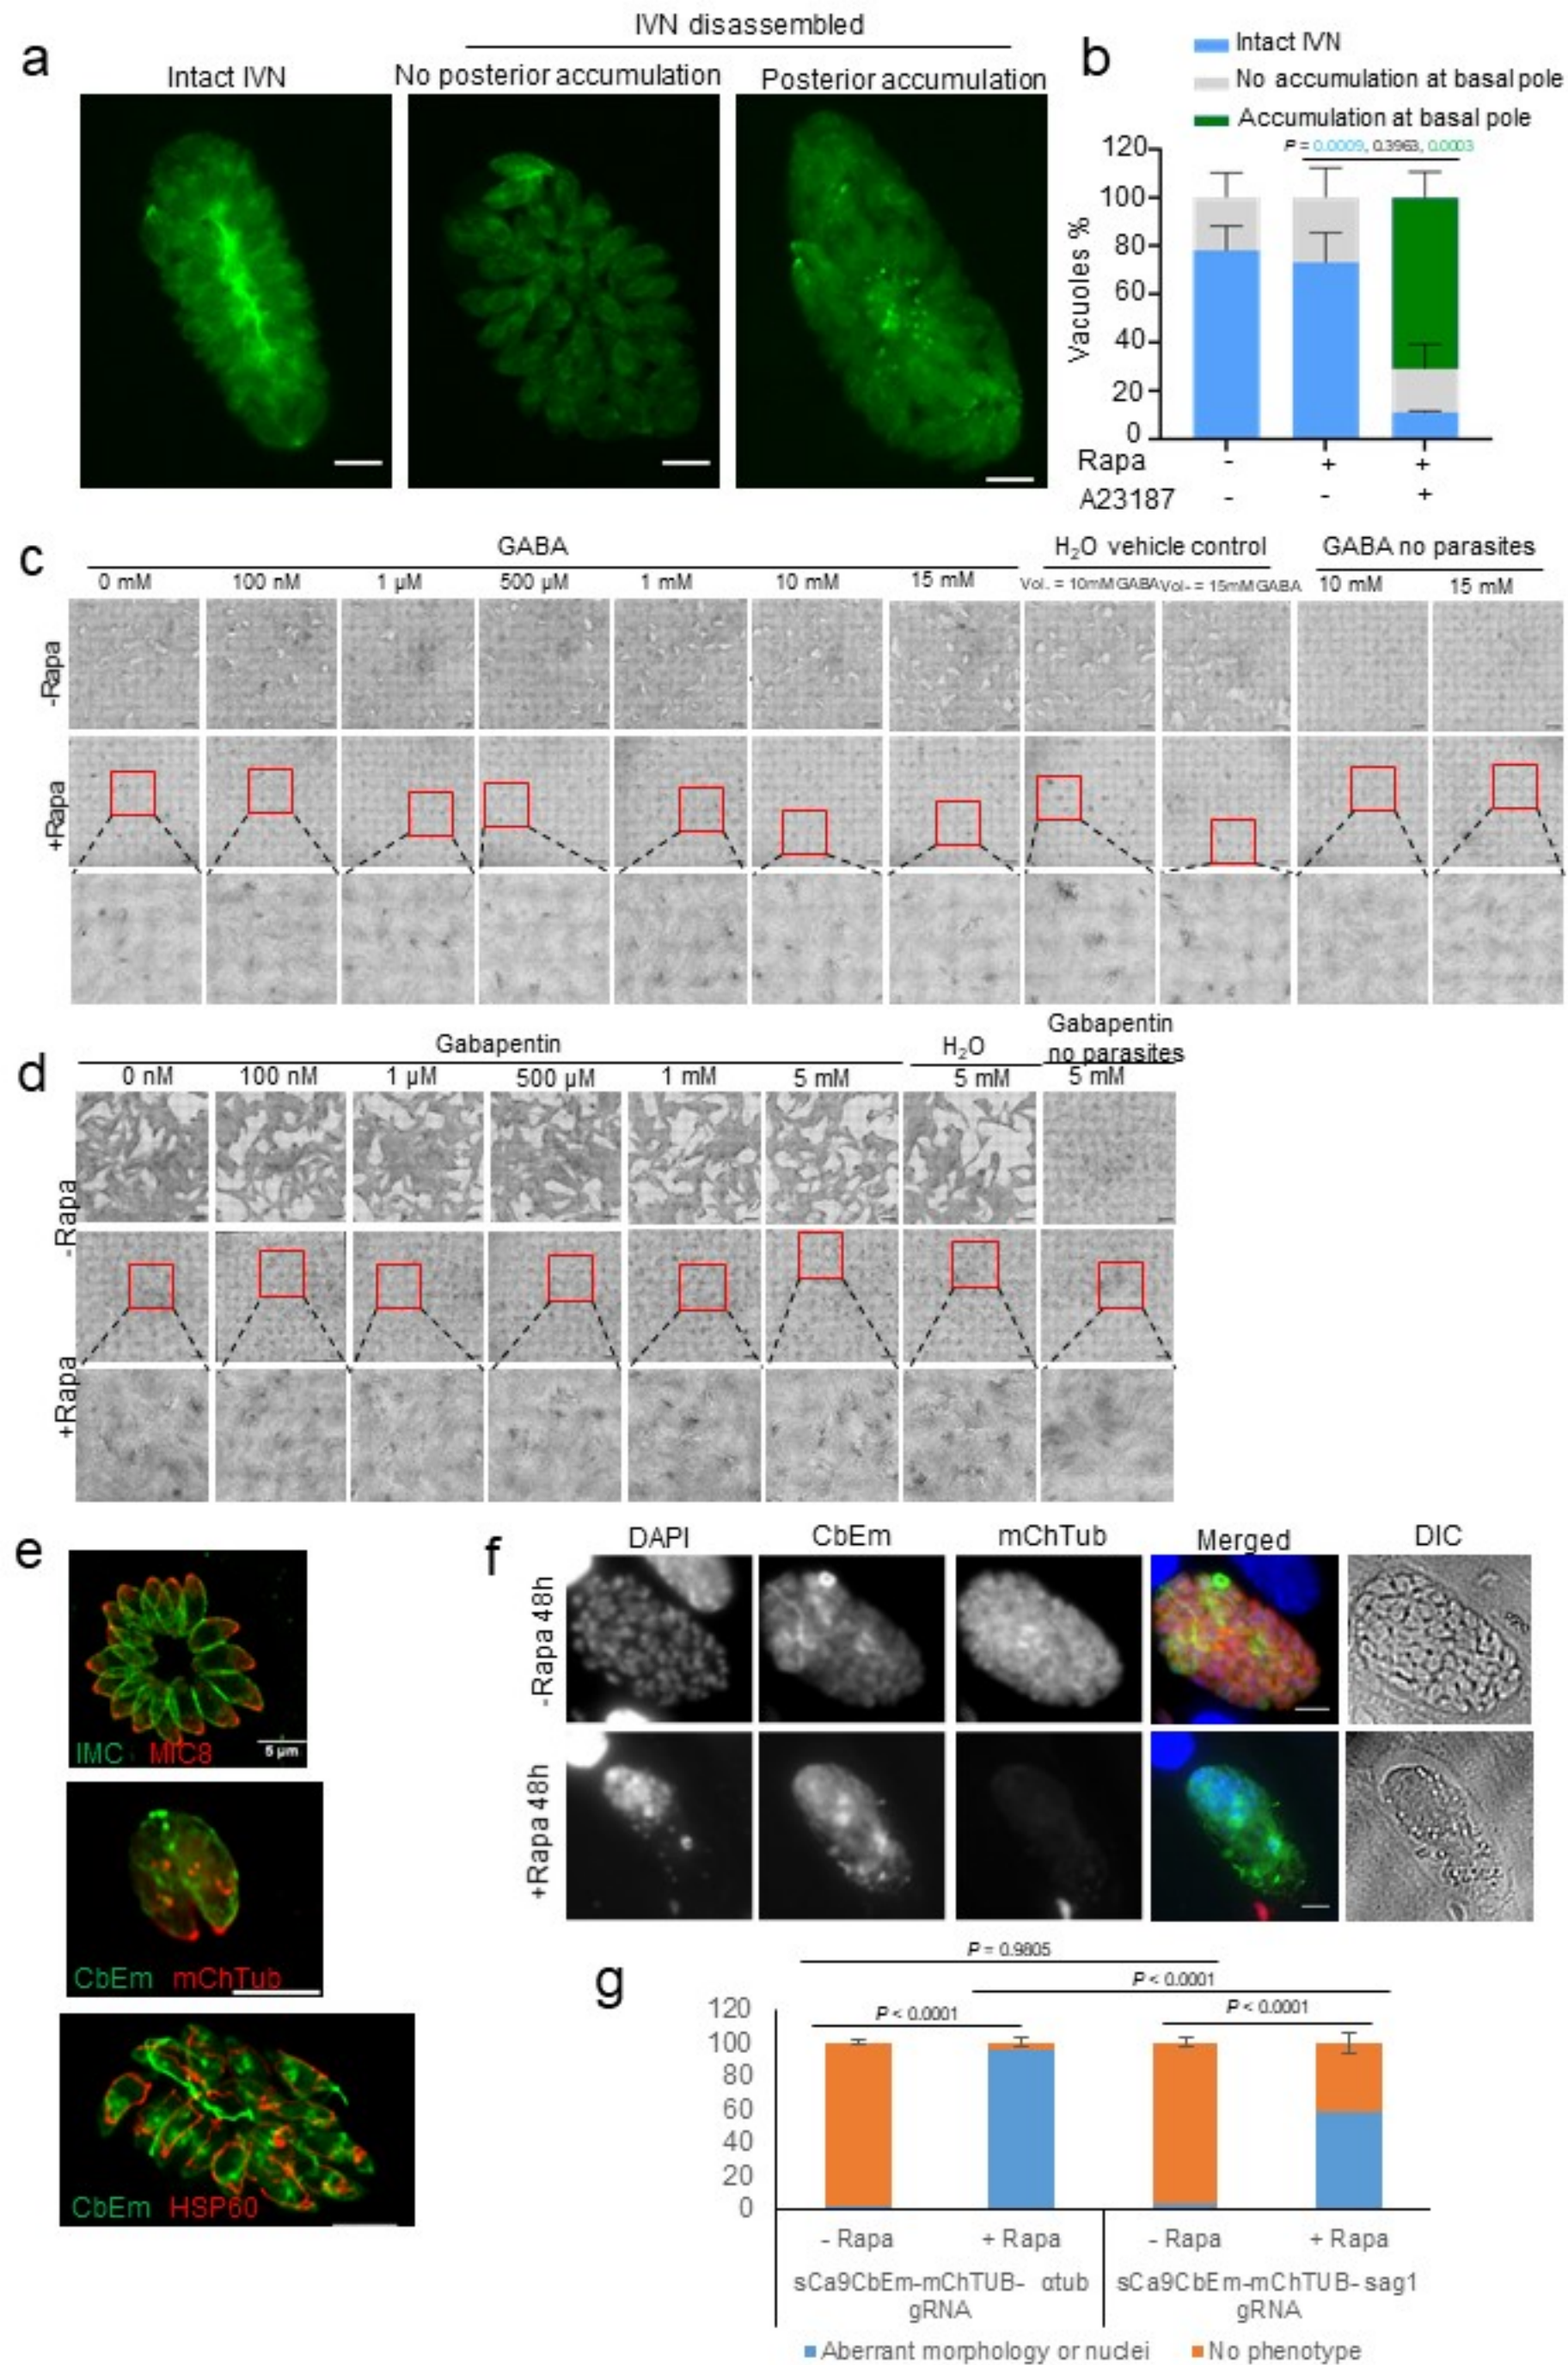 a
IVN disassembled
Intact IVN
No posterior accumulation
Posterior accumulation
b
Intact IVN
No accumulation at basal pole
Accumulation at basal pole
P = 0.0009, 0.3963, 0.0003
Vacuoles %
120
100
80
60
40
20
0
Rapa - + +
A23187 - - +
c
GABA
H₂O vehicle control
GABA no parasites
0 mM 100 nM 1 µM 500 µM 1 mM 10 mM 15 mM Vol. = 10mM GABA Vol. = 15mM GABA 10 mM 15 mM
-Rapa
+Rapa
d
Gabapentin
H₂O
Gabapentin
no parasites
0 nM 100 nM 1 µM 500 µM 1 mM 5 mM 5 mM 5 mM
-Rapa
+Rapa
e
IMC MIC8
5 µm
CbEm mChTub
CbEm HSP60
f
DAPI CbEm mChTub Merged DIC
-Rapa 48h
+Rapa 48h
g
P = 0.9805
P < 0.0001
P < 0.0001
P < 0.0001
120
100
80
60
40
20
0
- Rapa + Rapa - Rapa + Rapa
sCa9CbEm-mChTUB- αtub
gRNA
sCa9CbEm-mChTUB- sag1
gRNA
Aberrant morphology or nuclei
No phenotype